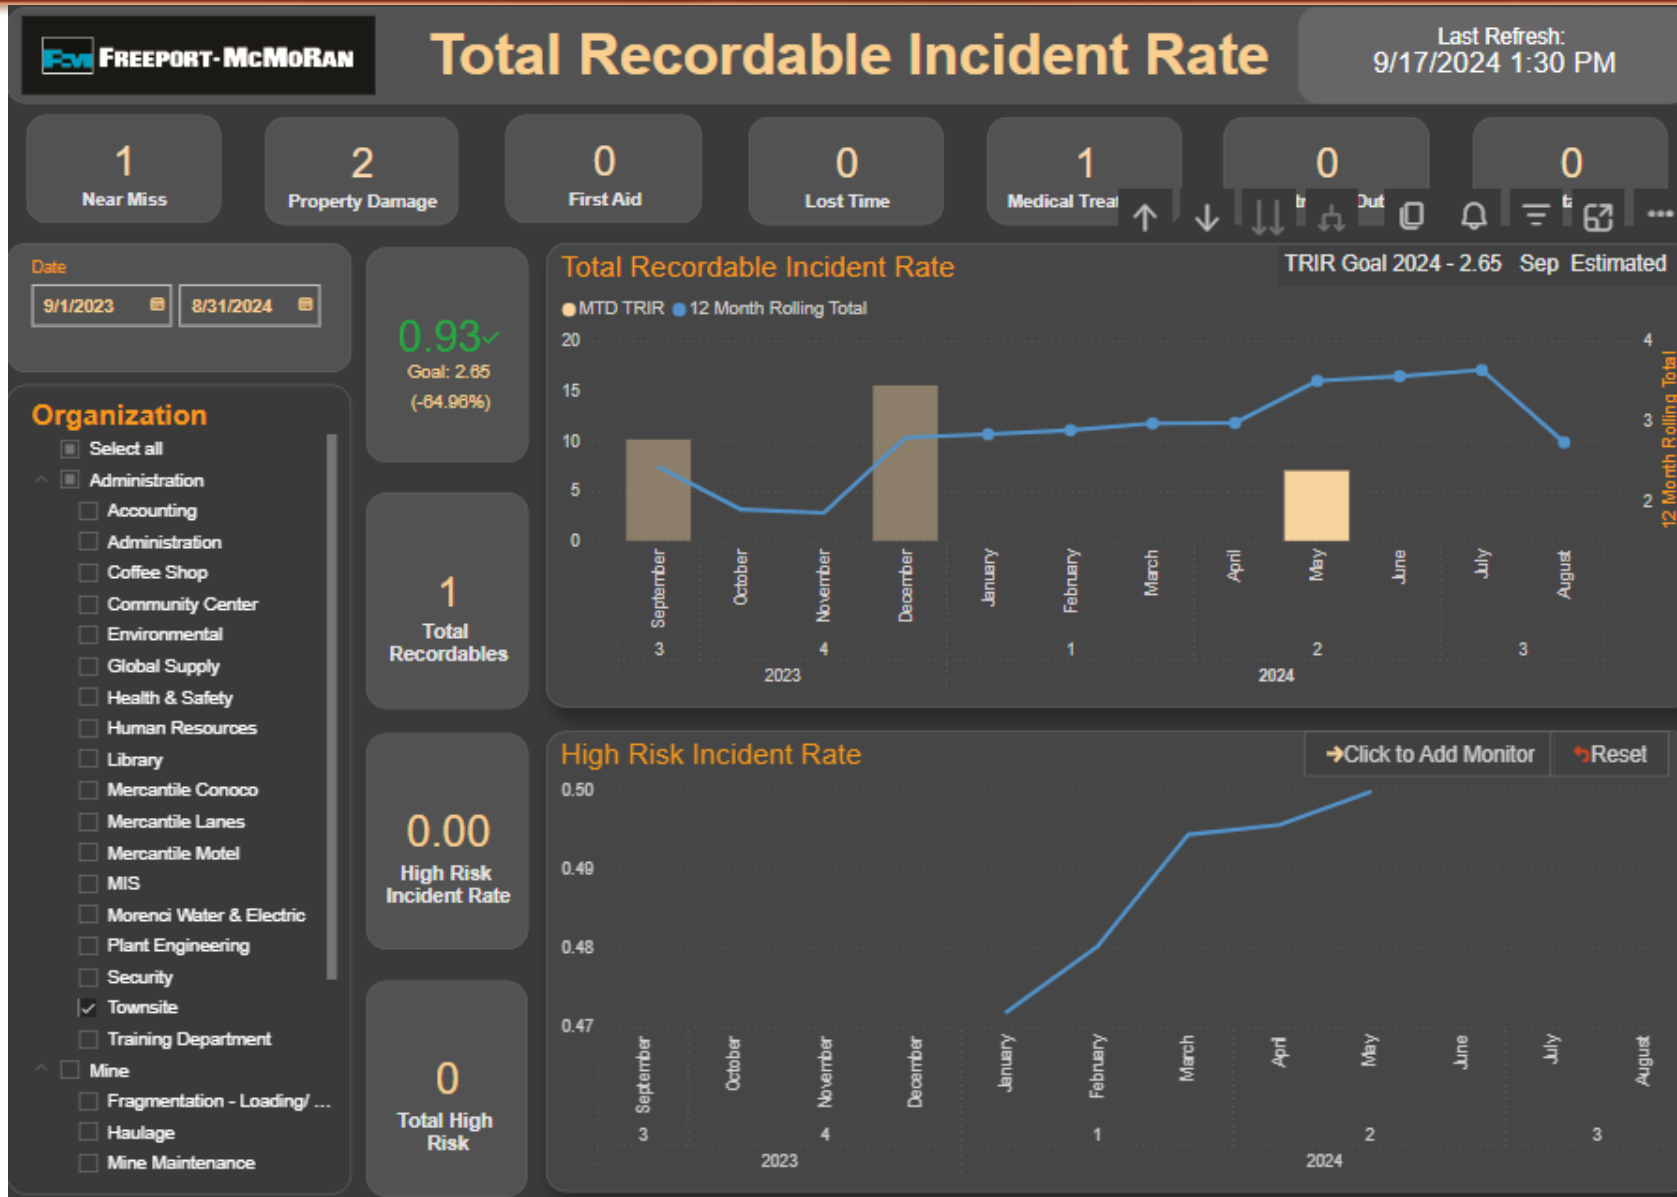 FCX FREEPORT-MCMORAN
Total Recordable Incident Rate
Last Refresh:
9/17/2024 1:30 PM
1
Near Miss
2
Property Damage
0
First Aid
0
Lost Time
1
Medical Treat
0
0
Date
9/1/2023
8/31/2024
Organization
Select all
Administration
Accounting
Administration
Coffee Shop
Community Center
Environmental
Global Supply
Health & Safety
Human Resources
Library
Mercantile Conoco
Mercantile Lanes
Mercantile Motel
MIS
Morenci Water & Electric
Plant Engineering
Security
Townsite
Training Department
Mine
Fragmentation - Loading/ ...
Haulage
Mine Maintenance
0.93
Goal: 2.65
(-64.96%)
1
Total
Recordables
0.00
High Risk
Incident Rate
0
Total High
Risk
Total Recordable Incident Rate
TRIR Goal 2024 - 2.65 Sep Estimated
MTD TRIR 12 Month Rolling Total
20
15
10
5
0
4
3
2
12 Month Rolling Total
September
October
November
December
January
February
March
April
May
June
July
August
3 4 1 2 3
2023 2024
High Risk Incident Rate
Click to Add Monitor
Reset
0.50
0.49
0.48
0.47
September
October
November
December
January
February
March
April
May
June
July
August
3 4 1 2 3
2023 2024